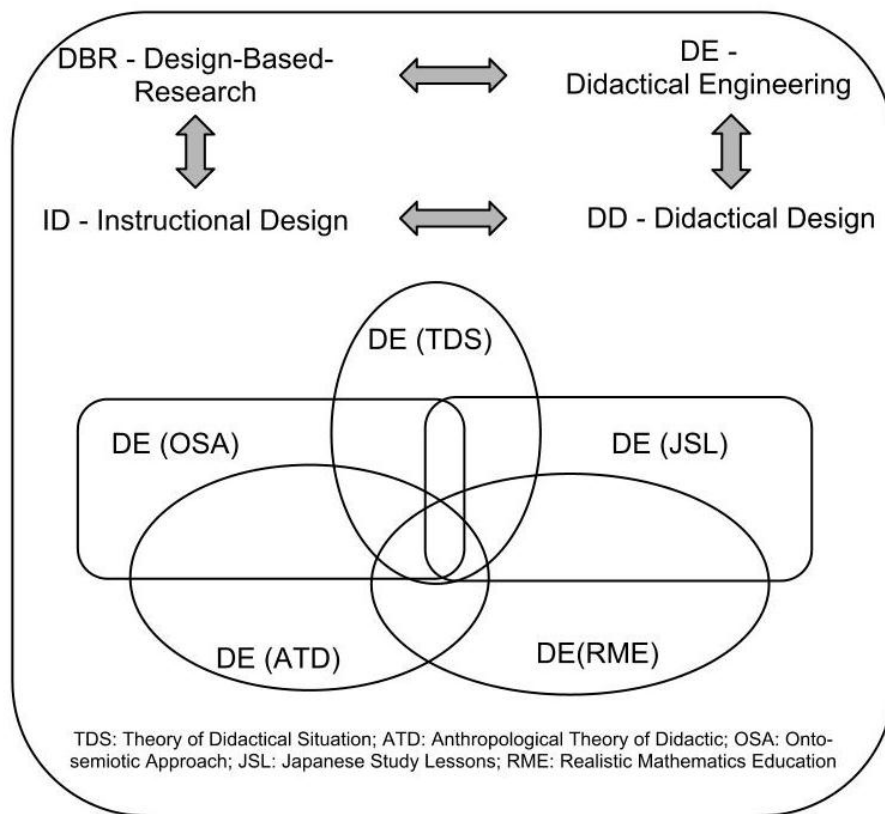 DBR - Design-Based-
Research
DE -
Didactical Engineering
ID - Instructional Design
DD - Didactical Design
DE (TDS)
DE (OSA)
DE (JSL)
DE (ATD)
DE(RME)
TDS: Theory of Didactical Situation; ATD: Anthropological Theory of Didactic; OSA: Onto-
semiotic Approach; JSL: Japanese Study Lessons; RME: Realistic Mathematics Education